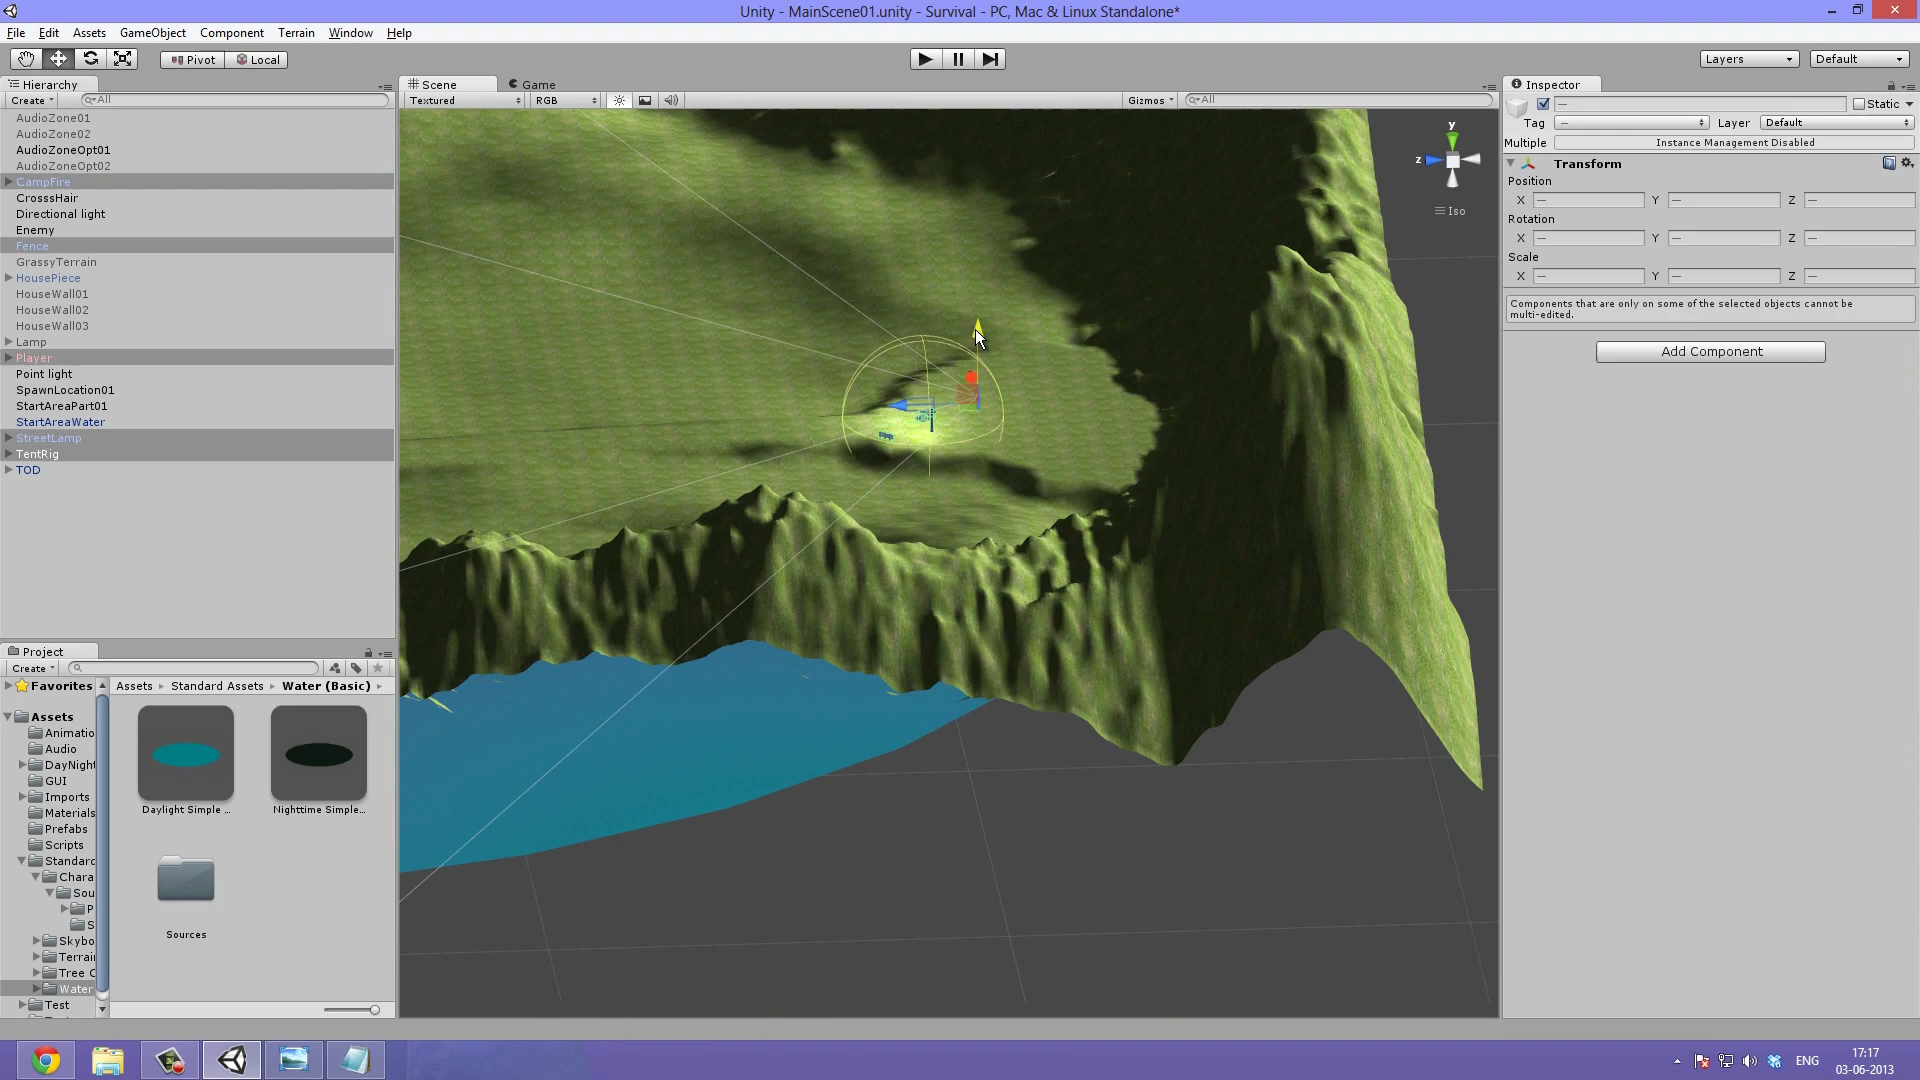 Unity - MainScene01.unity - Survival - PC, Mac & Linux Standalone*
File Edit Assets GameObject Component Terrain Window Help
Pivot Local Layers Default
Hierarchy
Create All
AudioZone01
AudioZone02
AudioZoneOpt01
AudioZoneOpt02
CampFire
CrosssHair
Directional light
Enemy
Fence
GrassyTerrain
HousePiece
HouseWall01
HouseWall02
HouseWall03
Lamp
Player
Point light
SpawnLocation01
StartAreaPart01
StartAreaWater
StreetLamp
TentRig
TOD
Scene Game
Textured RGB Gizmos All
y
z
Iso
Inspector
Static
Tag — Layer Default
Multiple Instance Management Disabled
Transform
Position
X — Y — Z —
Rotation
X — Y — Z —
Scale
X — Y — Z —
Components that are only on some of the selected objects cannot be
multi-edited.
Add Component
Project
Create
Favorites
Assets
Animatio
Audio
DayNight
GUI
Imports
Materials
Prefabs
Scripts
Standard
Chara
Sou
P
S
Skybo
Terrai
Tree C
Water
Test
Assets Standard Assets Water (Basic)
Daylight Simple ... Nighttime Simple...
Sources
ENG
17:17
03-06-2013